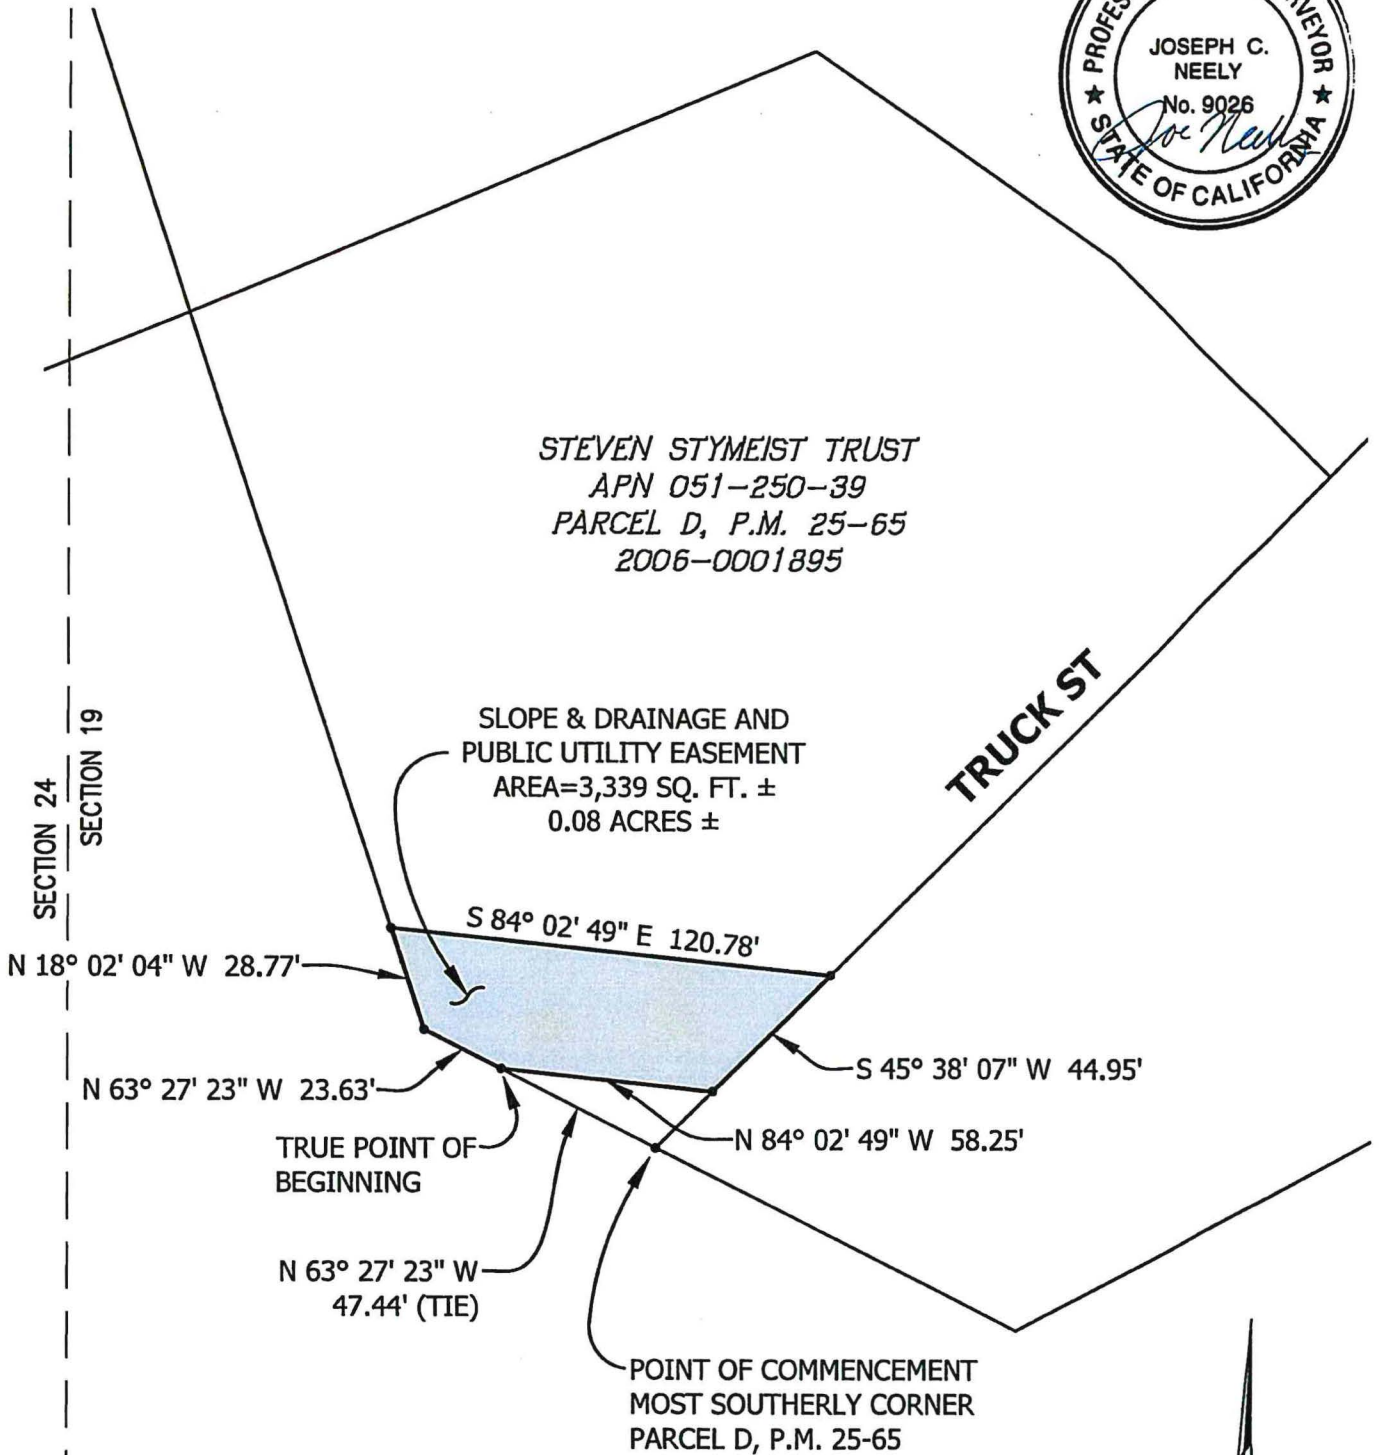 PROFES
VEYOR
JOSEPH C.
NEELY
No. 9026
Joe Neely
STATE OF CALIFORNIA
STEVEN STYMEIST TRUST
APN 051-250-39
PARCEL D, P.M. 25-65
2006-0001895
TRUCK ST
SLOPE & DRAINAGE AND
PUBLIC UTILITY EASEMENT
AREA=3,339 SQ. FT. ±
0.08 ACRES ±
SECTION 24
SECTION 19
S 84° 02' 49" E 120.78'
N 18° 02' 04" W 28.77'
S 45° 38' 07" W 44.95'
N 63° 27' 23" W 23.63'
N 84° 02' 49" W 58.25'
TRUE POINT OF
BEGINNING
N 63° 27' 23" W
47.44' (TIE)
POINT OF COMMENCEMENT
MOST SOUTHERLY CORNER
PARCEL D, P.M. 25-65